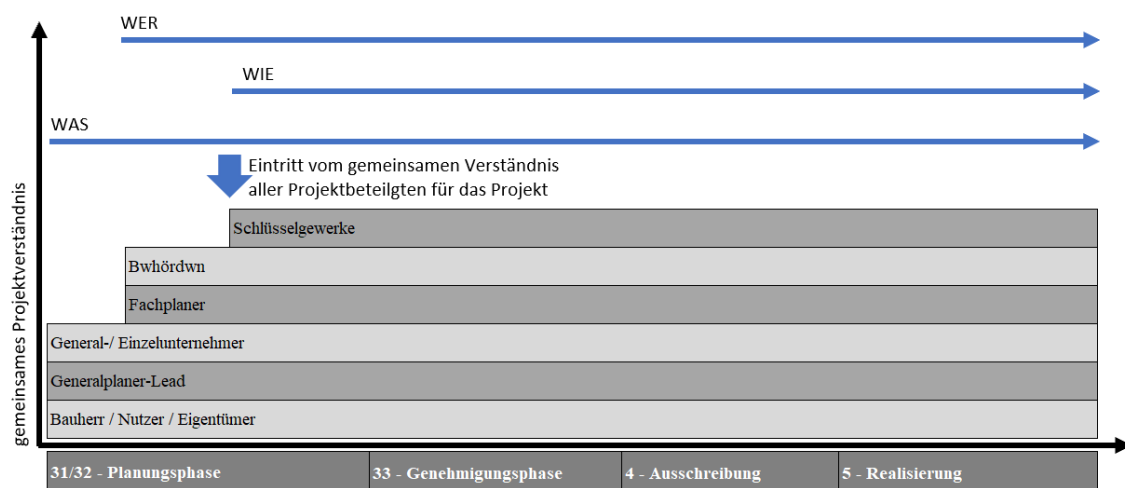 WER
WIE
WAS
Eintritt vom gemeinsamen Verständnis
aller Projektbeteilgten für das Projekt
gemeinsames Projektverständnis
Schlüsselgewerke
Bwhördwn
Fachplaner
General-/ Einzelunternehmer
Generalplaner-Lead
Bauherr / Nutzer / Eigentümer
31/32 - Planungsphase
33 - Genehmigungsphase
4 - Ausschreibung
5 - Realisierung